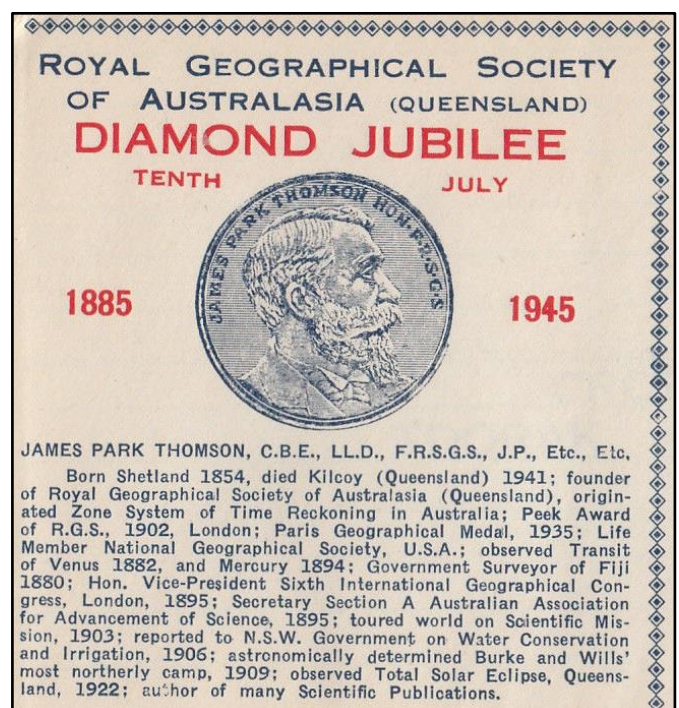 ROYAL GEOGRAPHICAL SOCIETY
OF AUSTRALASIA (QUEENSLAND)
DIAMOND JUBILEE
TENTH JULY
JAMES PARK THOMSON HON. F.R.S.G.S
1885 1945
JAMES PARK THOMSON, C.B.E., LL.D., F.R.S.G.S., J.P., Etc., Etc.
Born Shetland 1854, died Kilcoy (Queensland) 1941; founder
of Royal Geographical Society of Australasia (Queensland), origin-
ated Zone System of Time Reckoning in Australia; Peek Award
of R.G.S., 1902, London; Paris Geographical Medal, 1935; Life
Member National Geographical Society, U.S.A.; observed Transit
of Venus 1882, and Mercury 1894; Government Surveyor of Fiji
1880; Hon. Vice-President Sixth International Geographical Con-
gress, London, 1895; Secretary Section A Australian Association
for Advancement of Science, 1895; toured world on Scientific Mis-
sion, 1903; reported to N.S.W. Government on Water Conservation
and Irrigation, 1906; astronomically determined Burke and Wills'
most northerly camp, 1909; observed Total Solar Eclipse, Queens-
land, 1922; author of many Scientific Publications.